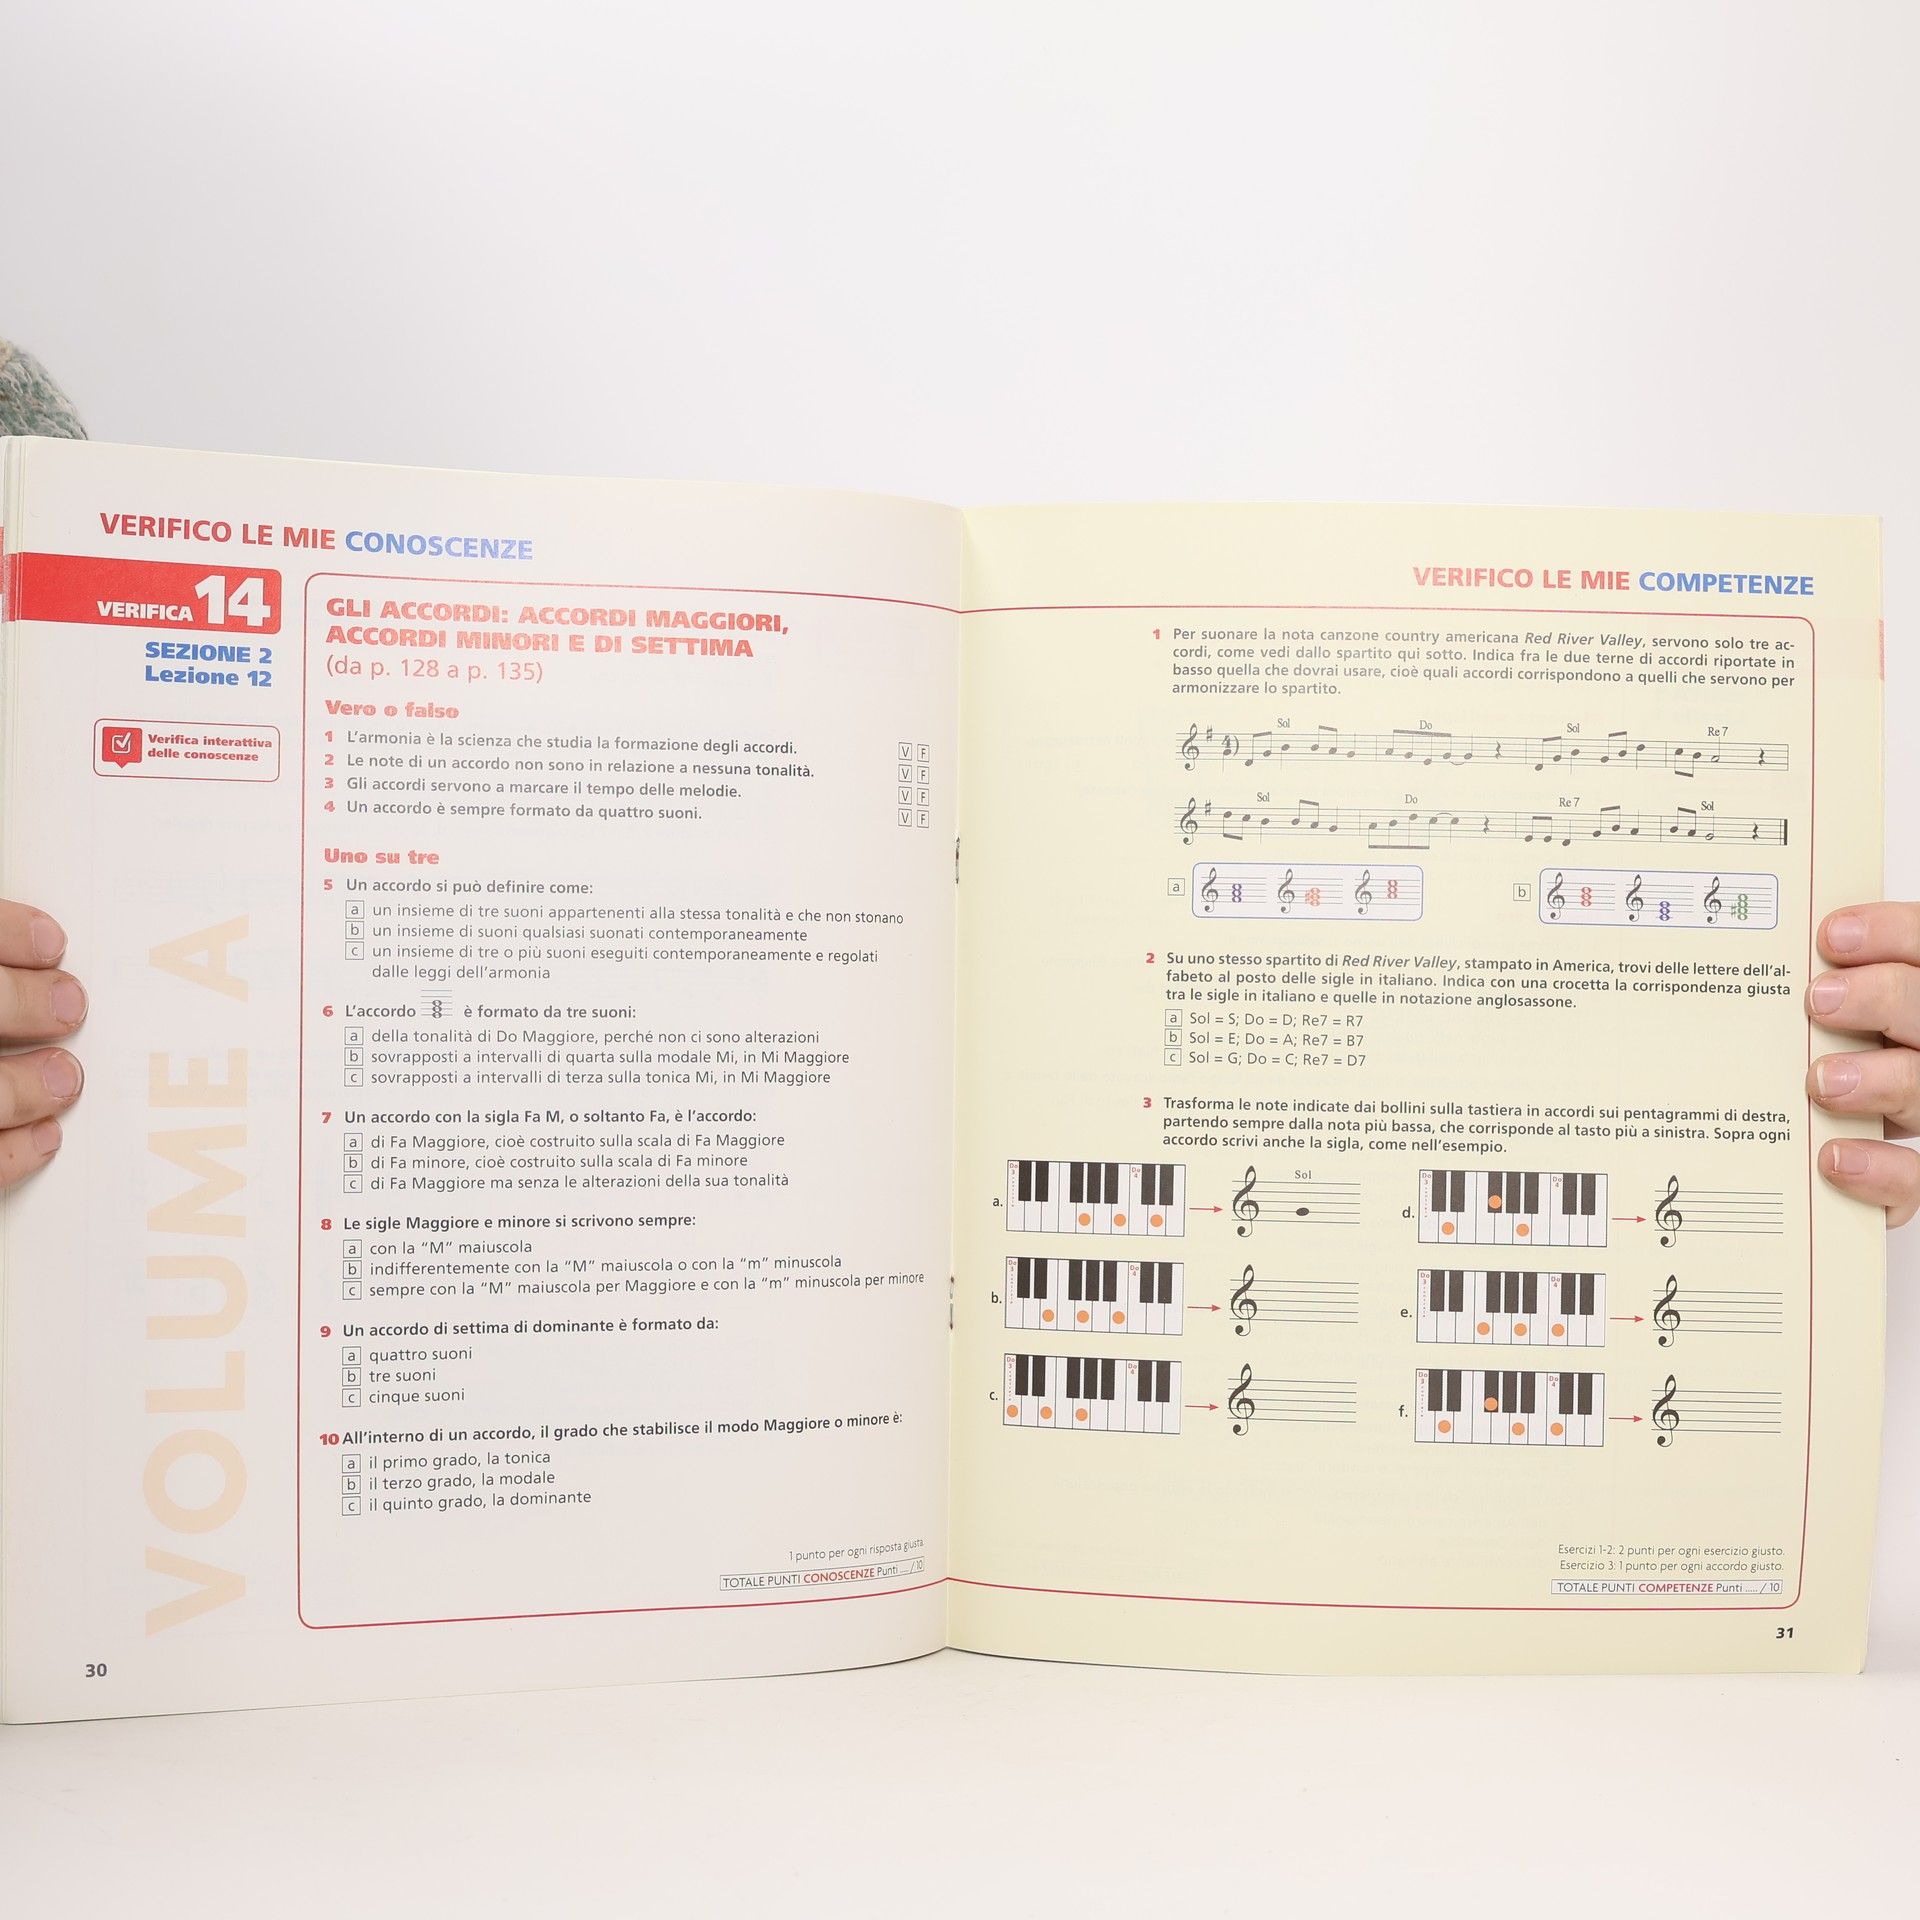 VERIFICO LE MIE CONOSCENZE
VERIFICA 14
SEZIONE 2
Lezione 12
Verifica interattiva
delle conoscenze
VOLUME A
GLI ACCORDI: ACCORDI MAGGIORI,
ACCORDI MINORI E DI SETTIMA
(da p. 128 a p. 135)
Vero o falso
1 L'armonia è la scienza che studia la formazione degli accordi. V F
2 Le note di un accordo non sono in relazione a nessuna tonalità. V F
3 Gli accordi servono a marcare il tempo delle melodie. V F
4 Un accordo è sempre formato da quattro suoni. V F
Uno su tre
5 Un accordo si può definire come:
a un insieme di tre suoni appartenenti alla stessa tonalità e che non stonano
b un insieme di suoni qualsiasi suonati contemporaneamente
c un insieme di tre o più suoni eseguiti contemporaneamente e regolati
dalle leggi dell'armonia
6 L'accordo è formato da tre suoni:
a della tonalità di Do Maggiore, perché non ci sono alterazioni
b sovrapposti a intervalli di quarta sulla modale Mi, in Mi Maggiore
c sovrapposti a intervalli di terza sulla tonica Mi, in Mi Maggiore
7 Un accordo con la sigla Fa M, o soltanto Fa, è l'accordo:
a di Fa Maggiore, cioè costruito sulla scala di Fa Maggiore
b di Fa minore, cioè costruito sulla scala di Fa minore
c di Fa Maggiore ma senza le alterazioni della sua tonalità
8 Le sigle Maggiore e minore si scrivono sempre:
a con la "M" maiuscola
b indifferentemente con la "M" maiuscola o con la "m" minuscola
c sempre con la "M" maiuscola per Maggiore e con la "m" minuscola per minore
9 Un accordo di settima di dominante è formato da:
a quattro suoni
b tre suoni
c cinque suoni
10 All'interno di un accordo, il grado che stabilisce il modo Maggiore o minore è:
a il primo grado, la tonica
b il terzo grado, la modale
c il quinto grado, la dominante
1 punto per ogni risposta giusta.
TOTALE PUNTI CONOSCENZE Punti .... / 10
30
VERIFICO LE MIE COMPETENZE
1 Per suonare la nota canzone country americana Red River Valley, servono solo tre ac-
cordi, come vedi dallo spartito qui sotto. Indica fra le due terne di accordi riportate in
basso quella che dovrai usare, cioè quali accordi corrispondono a quelli che servono per
armonizzare lo spartito.
Sol Do Sol Re7
Sol Do Re7 Sol
a b
2 Su uno stesso spartito di Red River Valley, stampato in America, trovi delle lettere dell'al-
fabeto al posto delle sigle in italiano. Indica con una crocetta la corrispondenza giusta
tra le sigle in italiano e quelle in notazione anglosassone.
a Sol = S; Do = D; Re7 = R7
b Sol = E; Do = A; Re7 = B7
c Sol = G; Do = C; Re7 = D7
3 Trasforma le note indicate dai bollini sulla tastiera in accordi sui pentagrammi di destra,
partendo sempre dalla nota più bassa, che corrisponde al tasto più a sinistra. Sopra ogni
accordo scrivi anche la sigla, come nell'esempio.
a. Sol d.
b. e.
c. f.
Esercizi 1-2: 2 punti per ogni esercizio giusto.
Esercizio 3: 1 punto per ogni accordo giusto.
TOTALE PUNTI COMPETENZE Punti ..... / 10
31